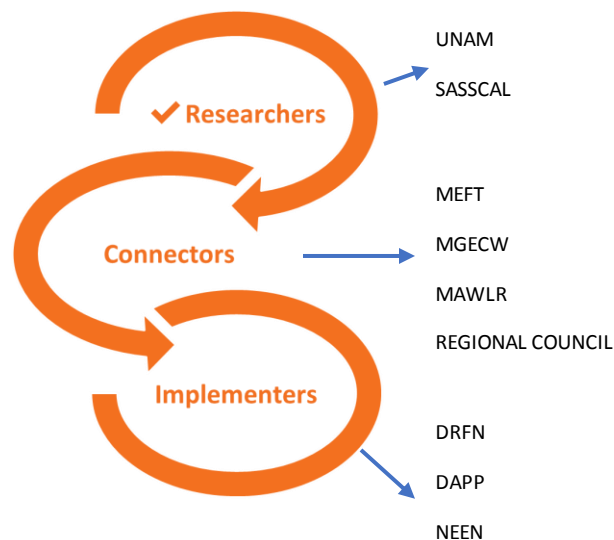 UNAM
✓ Researchers
SASSCAL
MEFT
MGECW
Connectors
MAWLR
REGIONAL COUNCIL
Implementers
DRFN
DAPP
NEEN